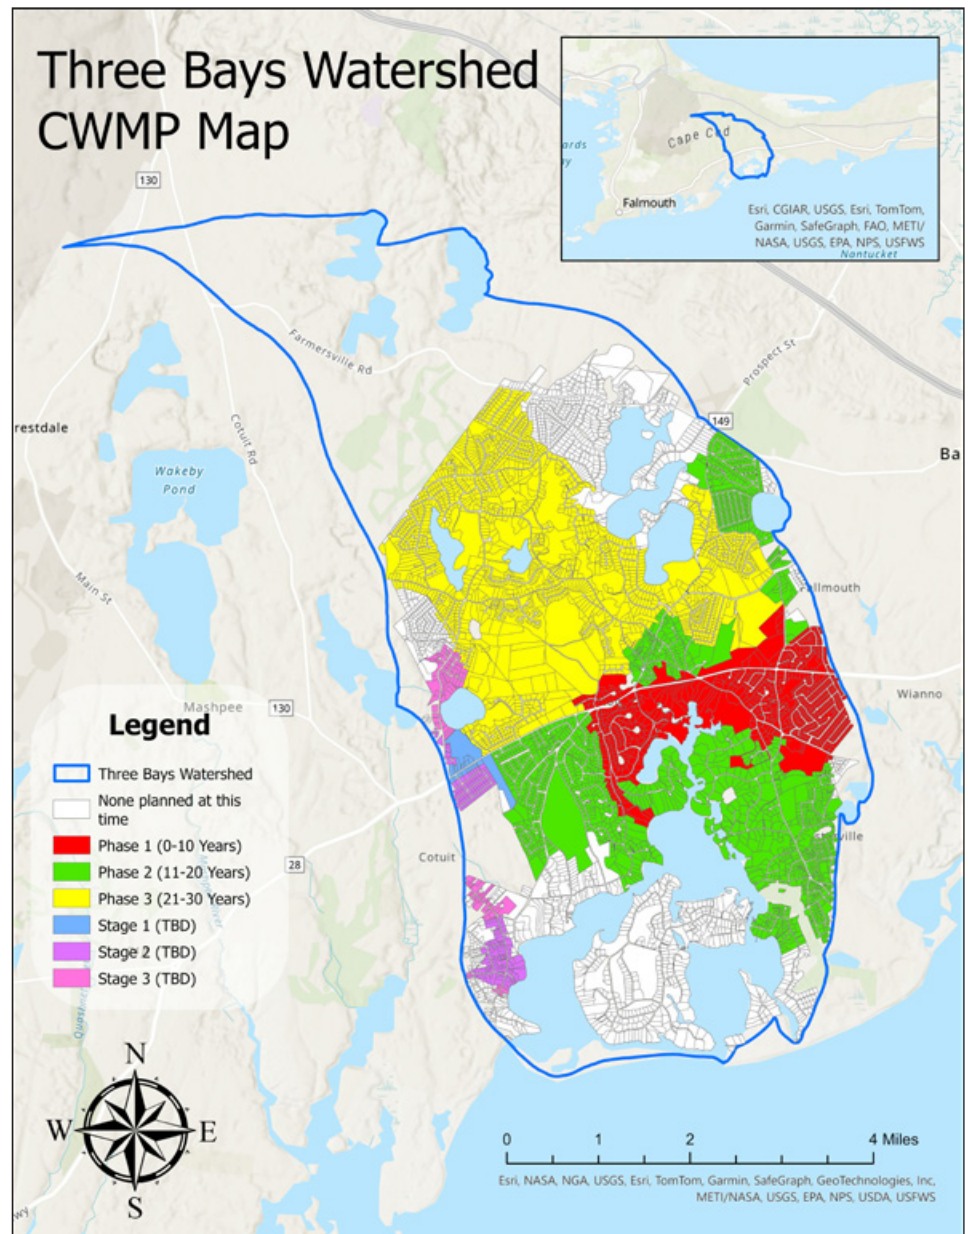 Three Bays Watershed
CWMP Map
Cape Cod
Falmouth
Esri, CGIAR, USGS, Esri, TomTom,
Garmin, SafeGraph, FAO, METI/
NASA, USGS, EPA, NPS, USFWS
Nantucket
130
Farmersville Rd
Prospect St
149
restdale
Cotuit Rd
Ba
Wakeby
Pond
Main St
Wianno
Mashpee
130
Legend
Three Bays Watershed
None planned at this
time
Phase 1 (0-10 Years)
Phase 2 (11-20 Years)
Phase 3 (21-30 Years)
Stage 1 (TBD)
Stage 2 (TBD)
Stage 3 (TBD)
Cotuit
28
N
W
E
S
0
1
2
4 Miles
Esri, NASA, NGA, USGS, Esri, TomTom, Garmin, SafeGraph, GeoTechnologies, Inc,
METI/NASA, USGS, EPA, NPS, USDA, USFWS